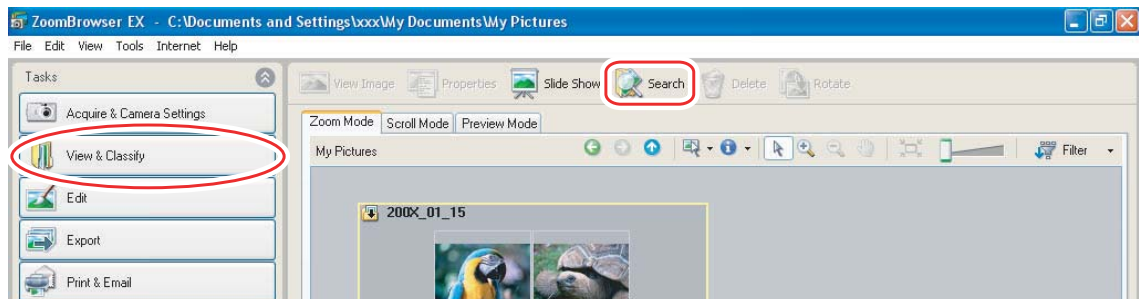 ZoomBrowser EX - C:\Documents and Settings\xxx\My Documents\My Pictures
File Edit View Tools Internet Help
Tasks
View Image Properties Slide Show Search Delete Rotate
Acquire & Camera Settings
Zoom Mode Scroll Mode Preview Mode
View & Classify
My Pictures
Filter
Edit
200X_01_15
Export
Print & Email